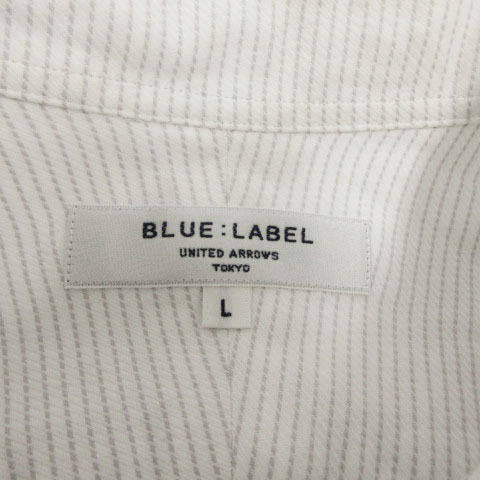 BLUE : LABEL
UNITED ARROWS
TOKYO
L